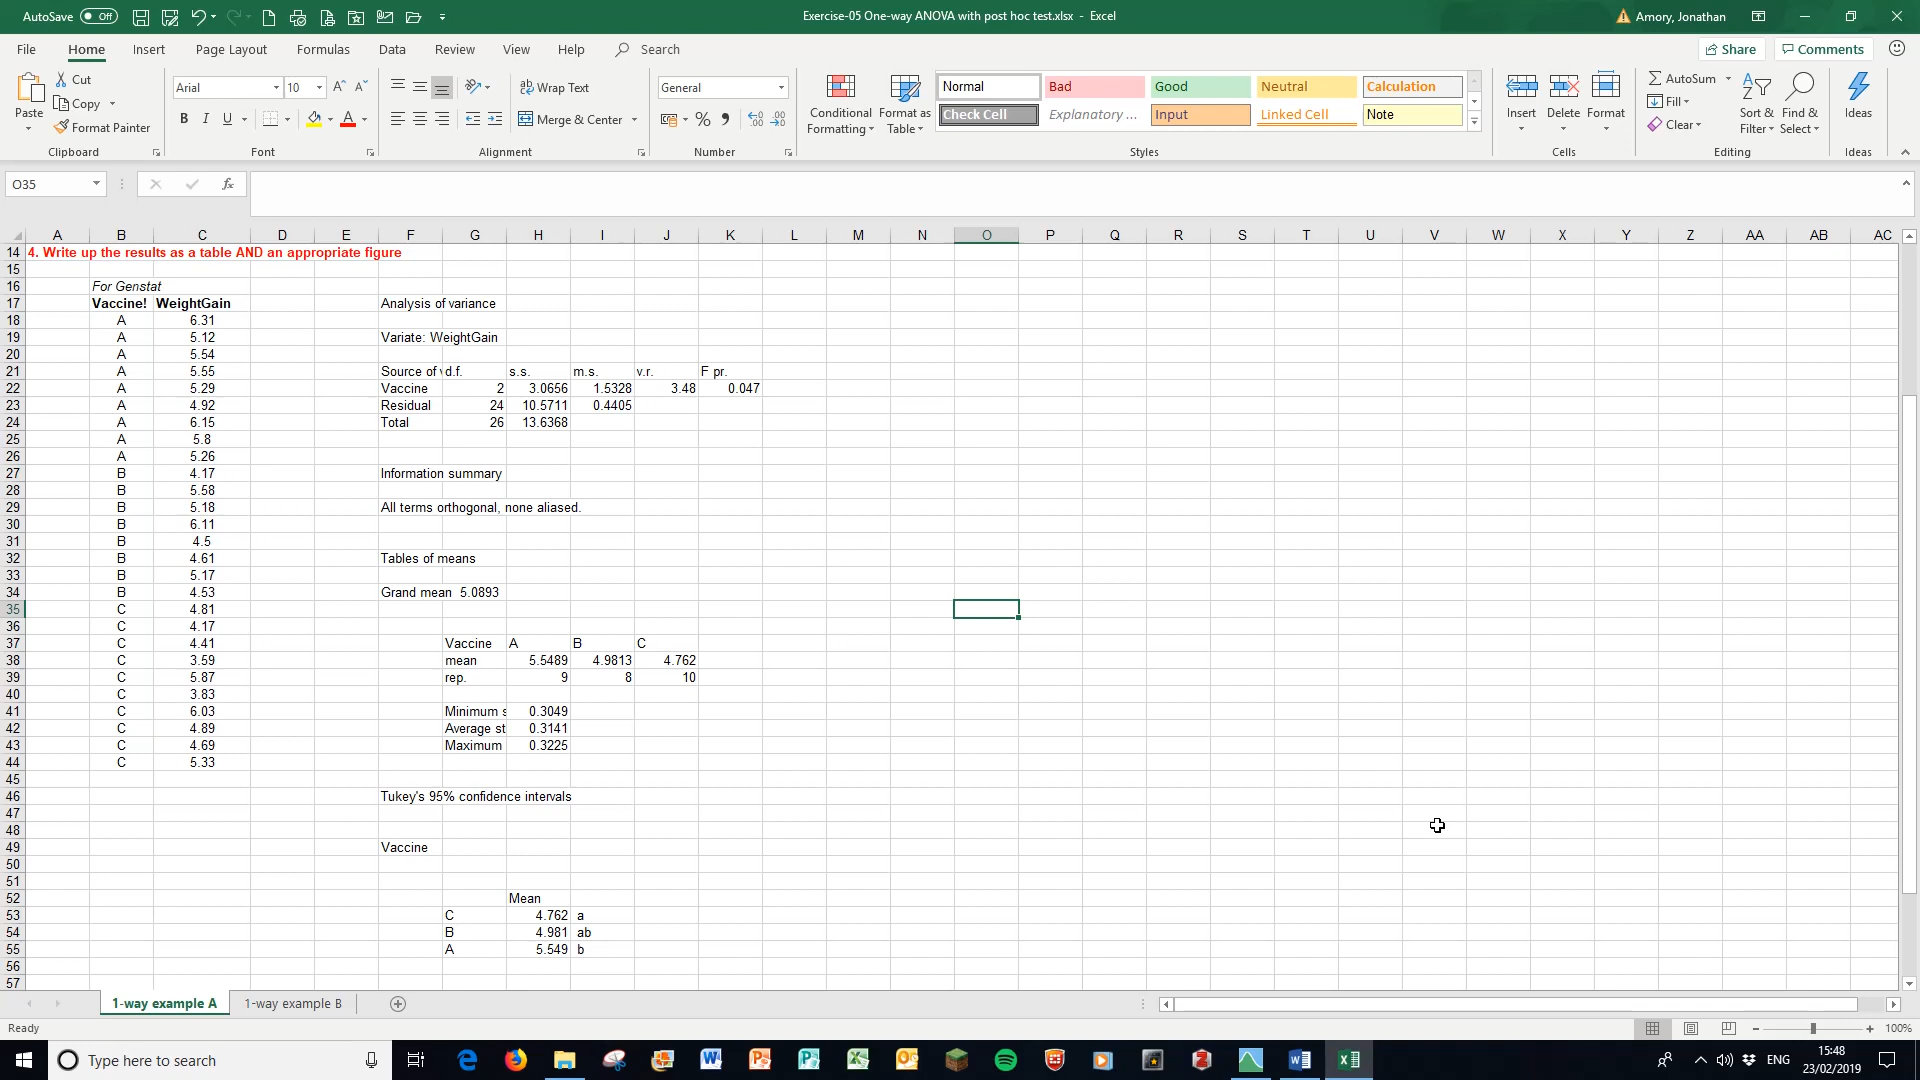 AutoSave Off Exercise-05 One-way ANOVA with post hoc test.xlsx - Excel Amory, Jonathan
File Home Insert Page Layout Formulas Data Review View Help Search Share Comments
Paste Cut Copy Format Painter Clipboard
Arial 10 B I U A Font
Wrap Text Merge & Center Alignment
General % Number
Conditional Formatting Format as Table Normal Bad Good Neutral Calculation
Check Cell Explanatory ... Input Linked Cell Note Styles
Insert Delete Format Cells
AutoSum Fill Clear Sort & Filter Find & Select Editing
Ideas Ideas
O35 fx
A B C D E F G H I J K L M N O P Q R S T U V W X Y Z AA AB AC
14 4. Write up the results as a table AND an appropriate figure
15
16 For Genstat
17 Vaccine! WeightGain Analysis of variance
18 A 6.31
19 A 5.12 Variate: WeightGain
20 A 5.54
21 A 5.55 Source of v d.f. s.s. m.s. v.r. F pr.
22 A 5.29 Vaccine 2 3.0656 1.5328 3.48 0.047
23 A 4.92 Residual 24 10.5711 0.4405
24 A 6.15 Total 26 13.6368
25 A 5.8
26 A 5.26
27 B 4.17 Information summary
28 B 5.58
29 B 5.18 All terms orthogonal, none aliased.
30 B 6.11
31 B 4.5
32 B 4.61 Tables of means
33 B 5.17
34 B 4.53 Grand mean 5.0893
35 C 4.81
36 C 4.17
37 C 4.41 Vaccine A B C
38 C 3.59 mean 5.5489 4.9813 4.762
39 C 5.87 rep. 9 8 10
40 C 3.83
41 C 6.03 Minimum s 0.3049
42 C 4.89 Average st 0.3141
43 C 4.69 Maximum 0.3225
44 C 5.33
45
46 Tukey's 95% confidence intervals
47
48
49 Vaccine
50
51
52 Mean
53 C 4.762 a
54 B 4.981 ab
55 A 5.549 b
56
57
1-way example A 1-way example B
Ready 100%
Type here to search ENG 15:48
23/02/2019